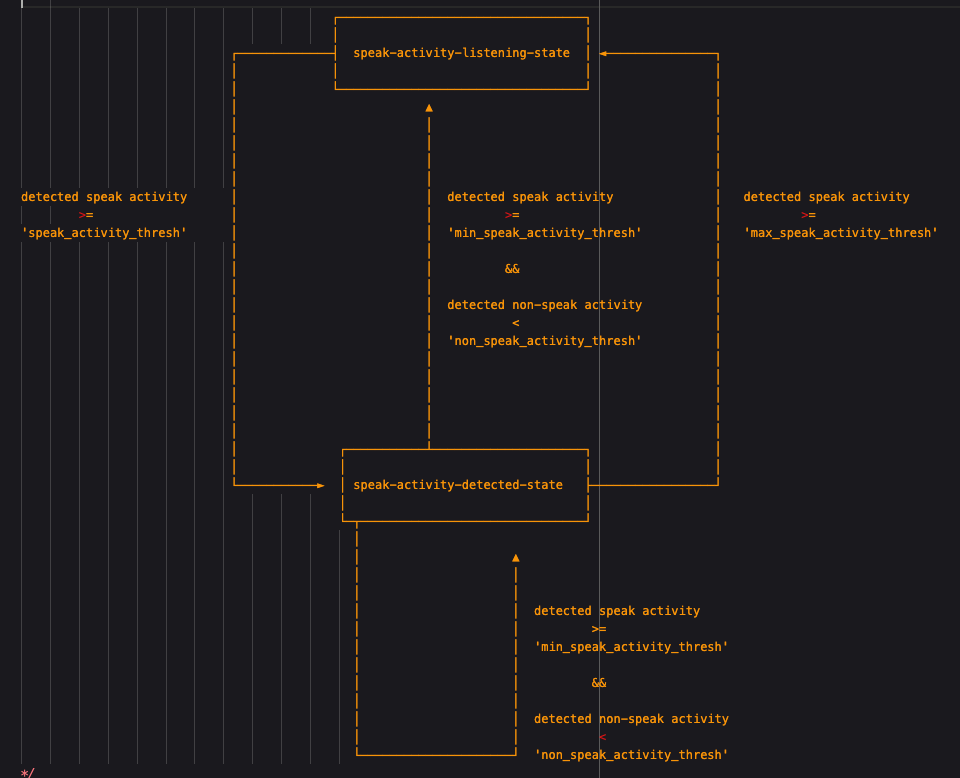 speak-activity-listening-state
detected speak activity
>=
'speak_activity_thresh'
detected speak activity
>=
'min_speak_activity_thresh'
&&
detected non-speak activity
<
'non_speak_activity_thresh'
detected speak activity
>=
'max_speak_activity_thresh'
speak-activity-detected-state
detected speak activity
>=
'min_speak_activity_thresh'
&&
detected non-speak activity
<
'non_speak_activity_thresh'
*/